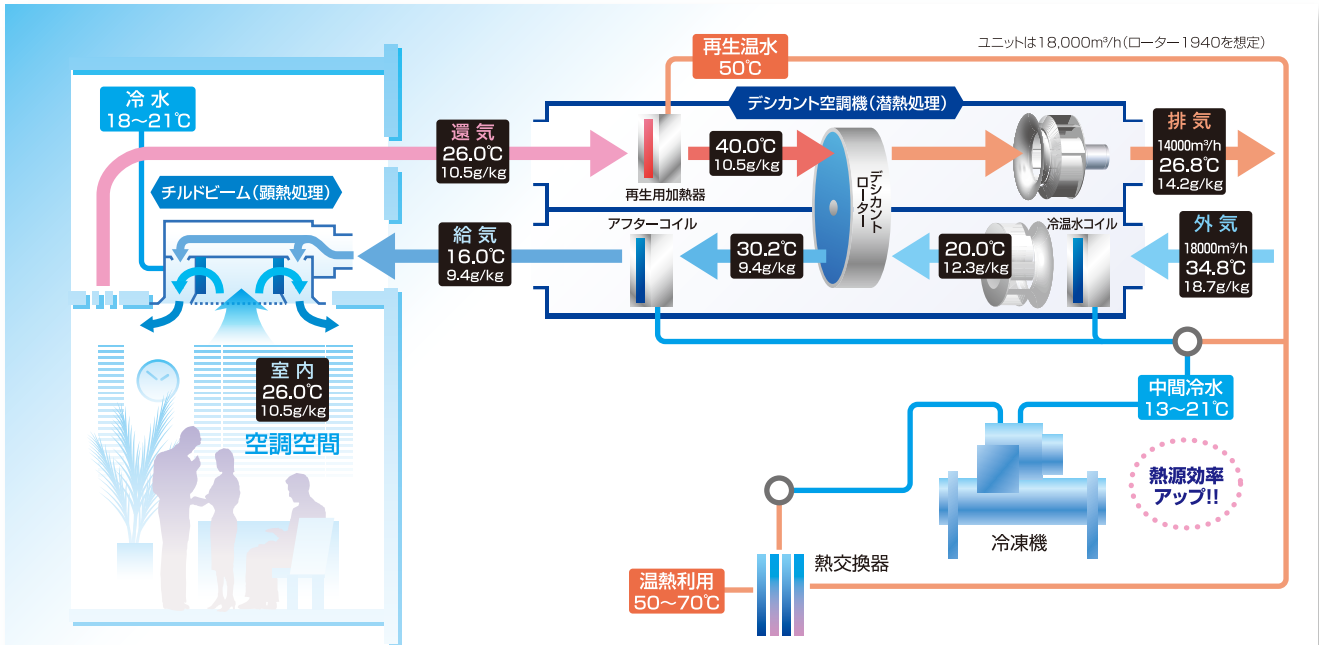 ユニットは18,000m³/h(ローター1940を想定)
再生温水
50℃
冷水
18〜21℃
デシカント空調機(潜熱処理)
還気
26.0℃
10.5g/kg
40.0℃
10.5g/kg
排気
14000m³/h
26.8℃
14.2g/kg
再生用加熱器
デシカント
ローター
チルドビーム(顕熱処理)
給気
16.0℃
9.4g/kg
アフターコイル
30.2℃
9.4g/kg
20.0℃
12.3g/kg
冷温水コイル
外気
18000m³/h
34.8℃
18.7g/kg
室内
26.0℃
10.5g/kg
空調空間
中間冷水
13〜21℃
熱源効率
アップ!!
冷凍機
熱交換器
温熱利用
50〜70℃